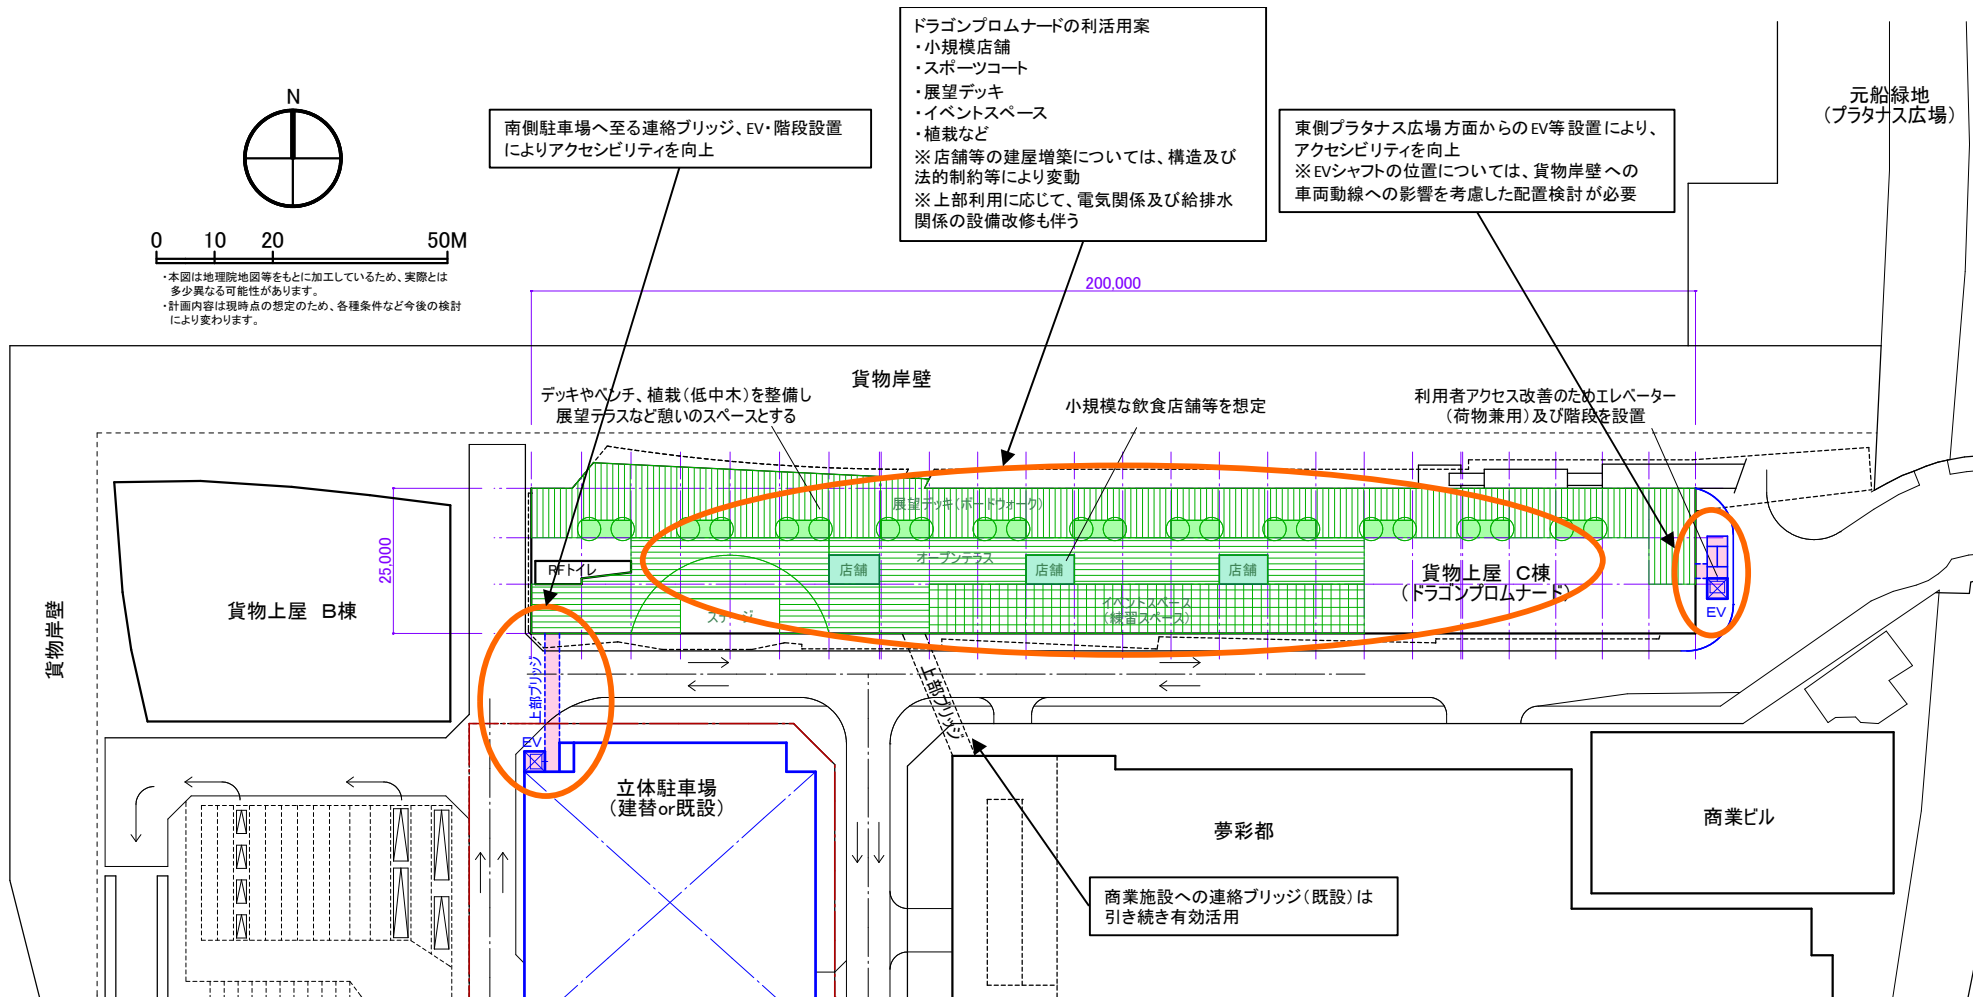 ドラゴンプロムナードの利活用案
・小規模店舗
・スポーツコート
・展望デッキ
・イベントスペース
・植栽など
※店舗等の建屋増築については、構造及び
法的制約等により変動
※上部利用に応じて、電気関係及び給排水
関係の設備改修も伴う
N
0 10 20 50M
・本図は地理院地図等をもとに加工しているため、実際とは
多少異なる可能性があります。
・計画内容は現時点の想定のため、各種条件など今後の検討
により変わります。
南側駐車場へ至る連絡ブリッジ、EV・階段設置
によりアクセシビリティを向上
東側プラタナス広場方面からのEV等設置により、
アクセシビリティを向上
※EVシャフトの位置については、貨物岸壁への
車両動線への影響を考慮した配置検討が必要
元船緑地
（プラタナス広場）
200,000
貨物岸壁
デッキやベンチ、植栽（低中木）を整備し
展望テラスなど憩いのスペースとする
小規模な飲食店舗等を想定
利用者アクセス改善のためエレベーター
（荷物兼用）及び階段を設置
展望デッキ（ボードウォーク）
25,000
オープンテラス
RFトイレ
店舗
店舗
店舗
貨物上屋 C棟
（ドラゴンプロムナード）
イベントスペース
（練習スペース）
ステージ
EV
貨物上屋 B棟
貨物岸壁
上部ブリッジ
上部ブリッジ
EV
立体駐車場
（建替or既設）
夢彩都
商業ビル
商業施設への連絡ブリッジ（既設）は
引き続き有効活用